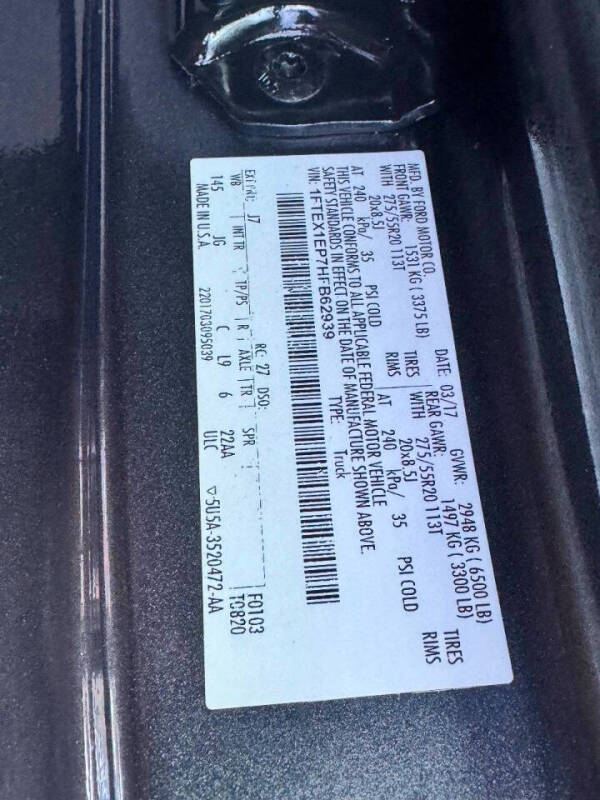 MFD. BY FORD MOTOR CO.
DATE: 03/17 GVWR: 2948 KG (6500 LB)
FRONT GAWR: 1531 KG (3375 LB) REAR GAWR: 1497 KG (3300 LB)
WITH 275/55R20 113T TIRES WITH 275/55R20 113T TIRES
20x8.5J RIMS 20x8.5J RIMS
AT 240 kPa/ 35 PSI COLD AT 240 kPa/ 35 PSI COLD
THIS VEHICLE CONFORMS TO ALL APPLICABLE FEDERAL MOTOR VEHICLE
SAFETY STANDARDS IN EFFECT ON THE DATE OF MANUFACTURE SHOWN ABOVE.
VIN: 1FTEX1EP7HFB62939 TYPE: Truck
F0103
T0820
EXT PNT: J7 RC: 27 DSO:
WB INT TR TP/PS R AXLE TR SPR
145 JG C L9 6 22AA
MADE IN U.S.A. 2201703095039 ULC
5U5A-3520472-AA